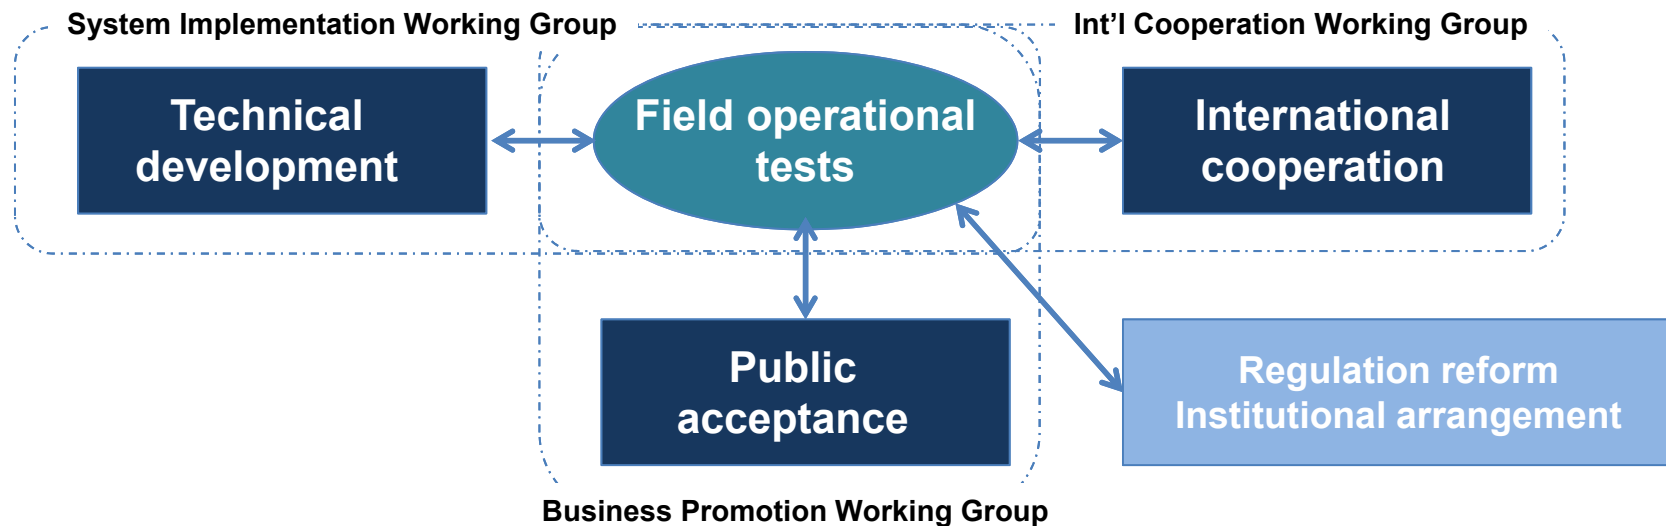 System Implementation Working Group
Int'l Cooperation Working Group
Technical
development
Field operational
tests
International
cooperation
Public
acceptance
Regulation reform
Institutional arrangement
Business Promotion Working Group